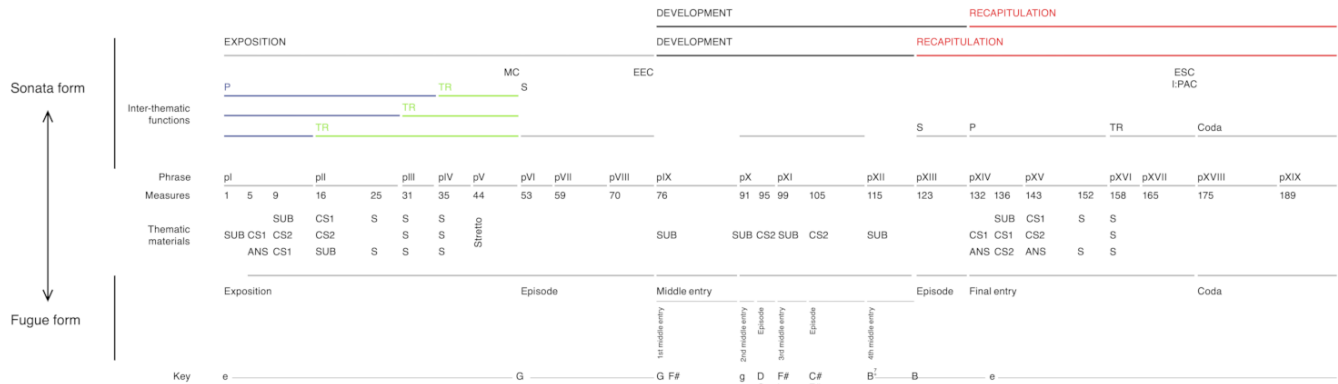 DEVELOPMENT RECAPITULATION
EXPOSITION DEVELOPMENT RECAPITULATION
MC EEC ESC
Sonata form P TR S I:PAC
Inter-thematic TR
functions TR S P TR Coda
Phrase pI pII pIII pIV pV pVI pVII pVIII pIX pX pXI pXII pXIII pXIV pXV pXVI pXVII pXVIII pXIX
Measures 1 5 9 16 25 31 35 44 53 59 70 76 91 95 99 105 115 123 132 136 143 152 158 165 175 189
SUB CS1 S S S SUB CS1 S S
Thematic SUB CS1 CS2 CS2 S S Stretto SUB SUB CS2 SUB CS2 SUB CS1 CS1 CS2 S
materials ANS CS1 SUB S S S ANS CS2 ANS S S
Exposition Episode Middle entry Episode Final entry Coda
Fugue form 1st middle entry 2nd middle entry Episode 3rd middle entry Episode 4th middle entry
Key e G G F# g D F# C# B7 B e